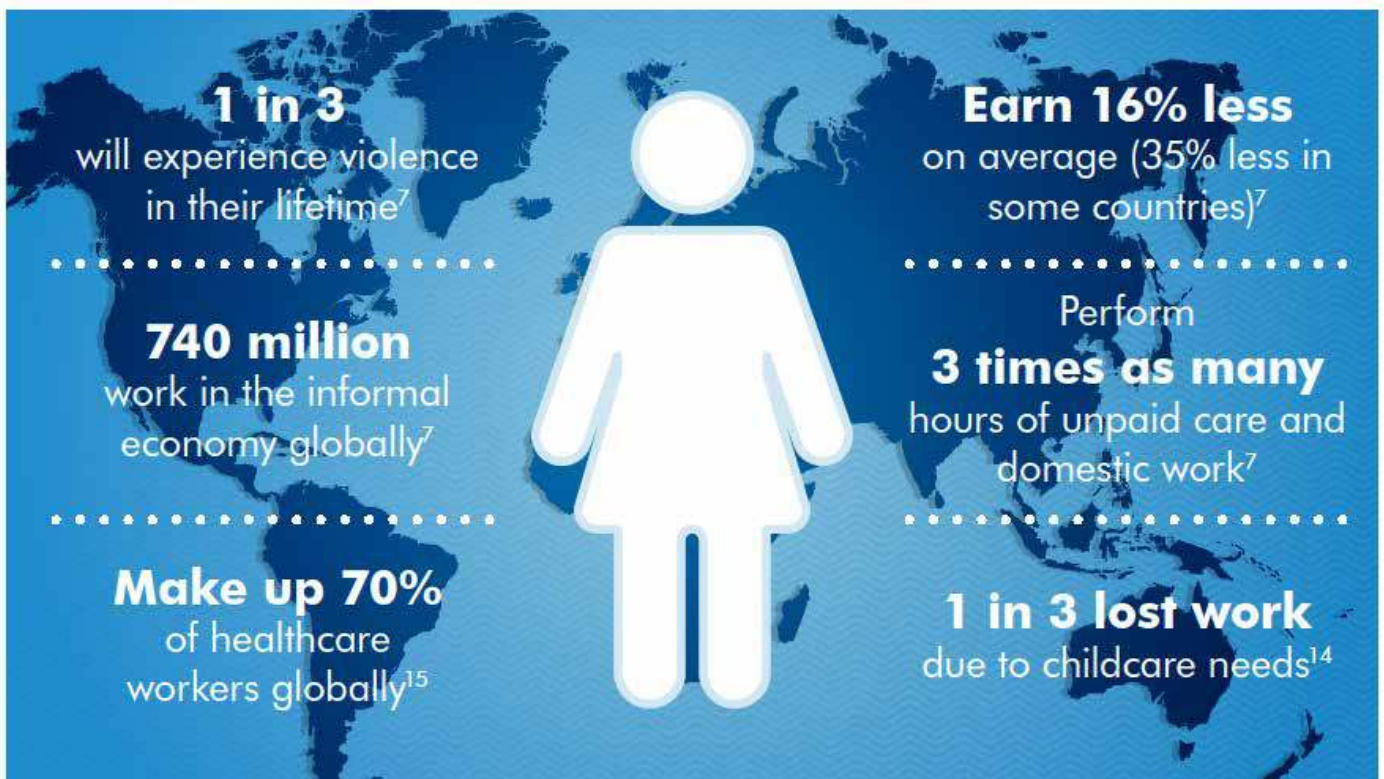 1 in 3
will experience violence
in their lifetime⁷
740 million
work in the informal
economy globally⁷
Make up 70%
of healthcare
workers globally¹⁵
Earn 16% less
on average (35% less in
some countries)⁷
Perform
3 times as many
hours of unpaid care and
domestic work⁷
1 in 3 lost work
due to childcare needs¹⁴